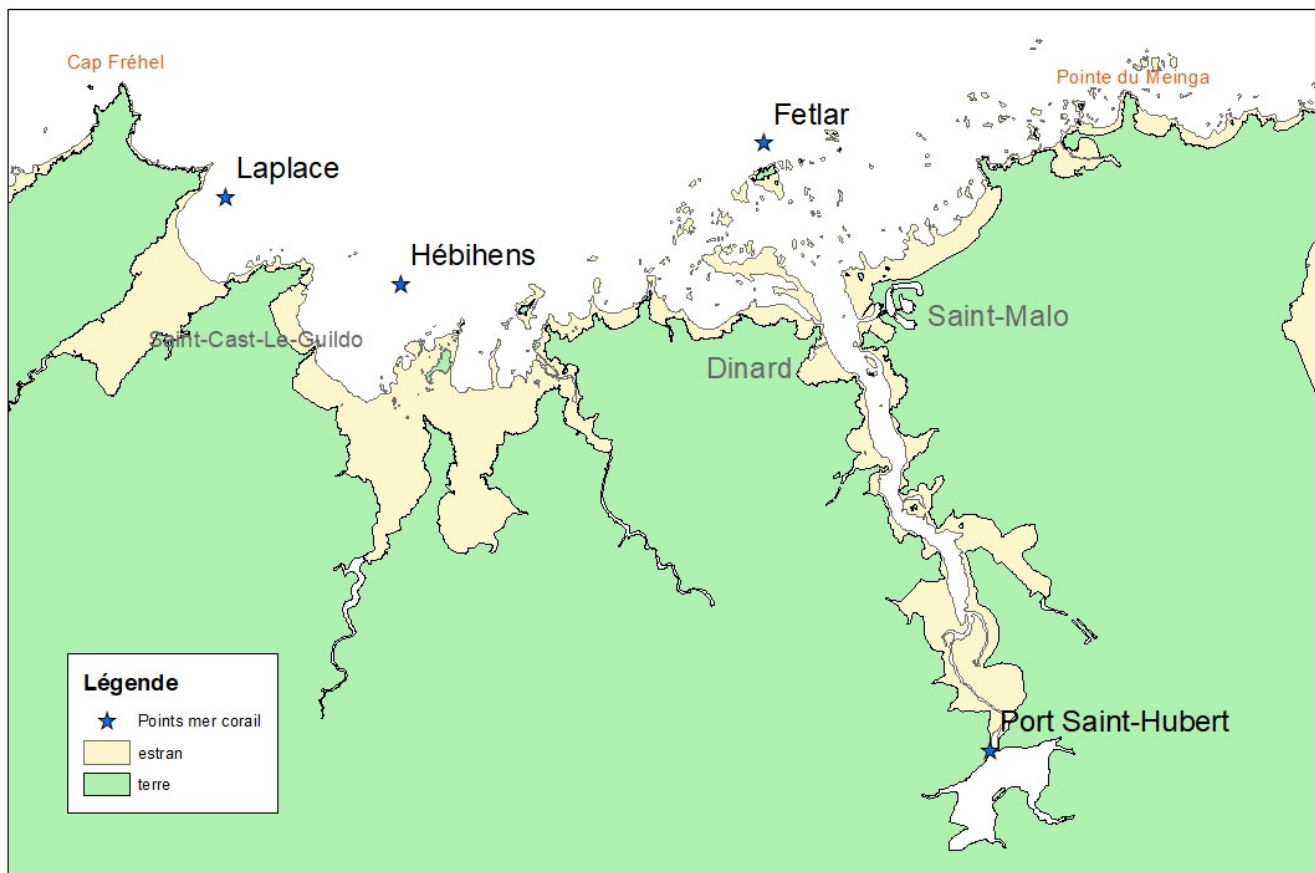 Cap Fréhel
Pointe du Meinga
Fetlar
Laplace
Hébihens
Saint-Malo
Saint-Cast-Le-Guildo
Dinard
Port Saint-Hubert
Légende
Points mer corail
estran
terre